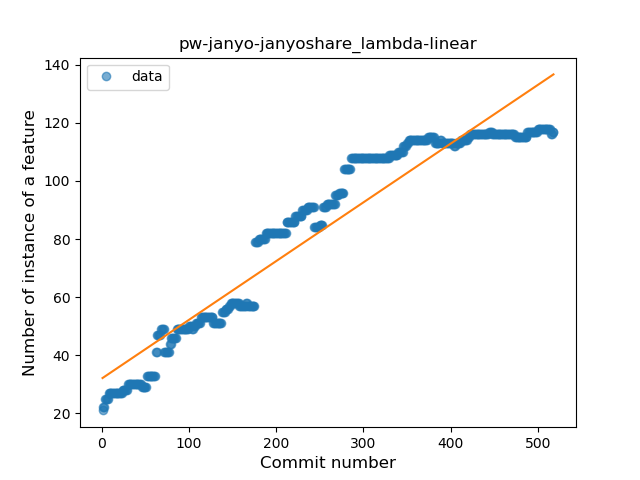 pw-janyo-janyoshare_lambda-linear
data
Number of instance of a feature
140
120
100
80
60
40
20
0 100 200 300 400 500
Commit number